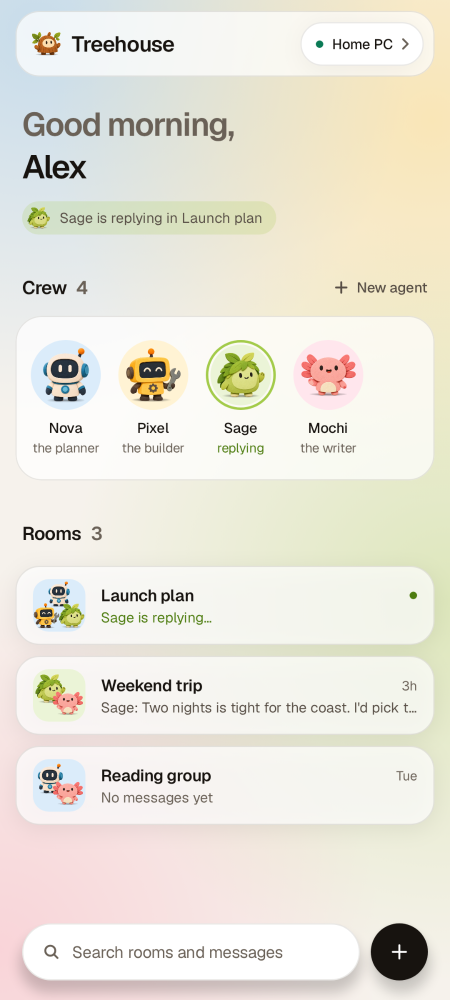 Treehouse
Home PC
Good morning,
Alex
Sage is replying in Launch plan
Crew 4
New agent
Nova
the planner
Pixel
the builder
Sage
replying
Mochi
the writer
Rooms 3
Launch plan
Sage is replying…
Weekend trip
3h
Sage: Two nights is tight for the coast. I'd pick t…
Reading group
Tue
No messages yet
Search rooms and messages